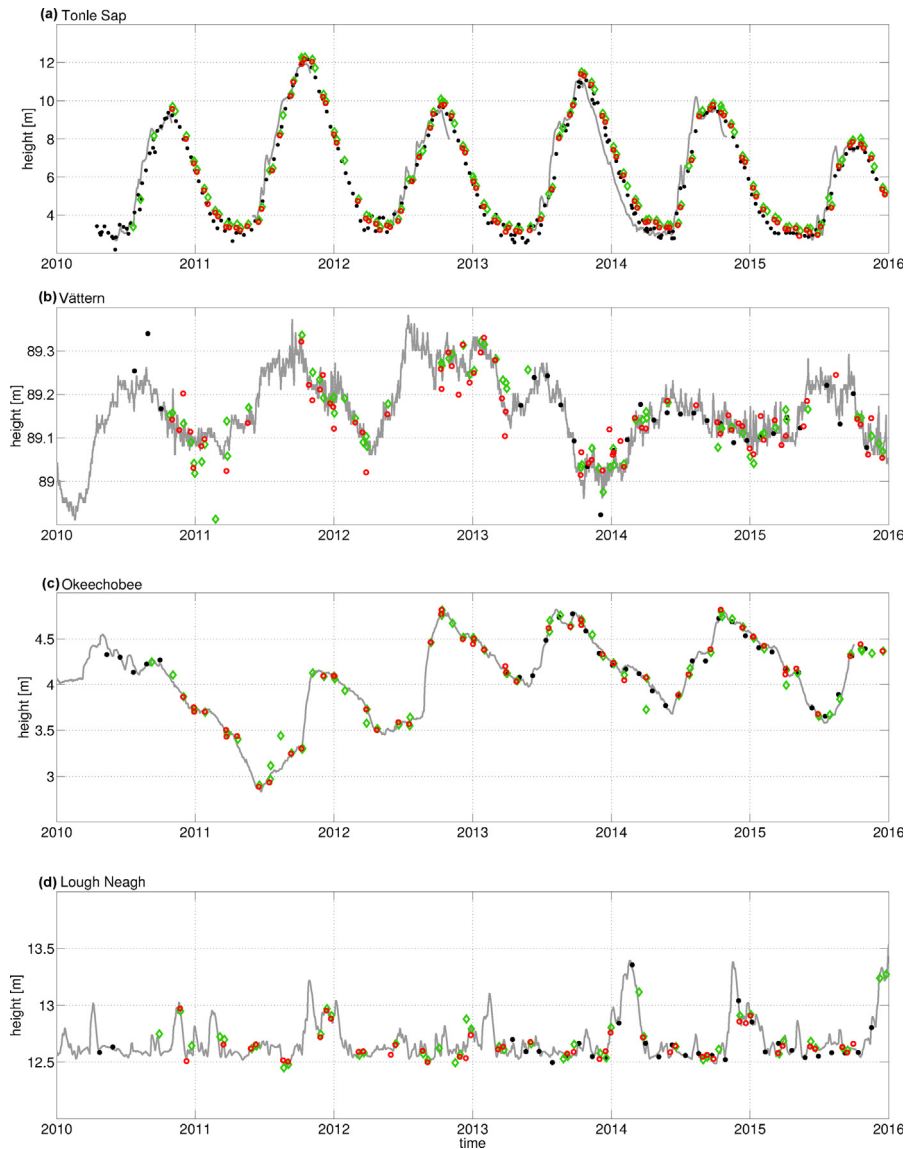 (a) Tonle Sap
height [m]
12
10
8
6
4
2010 2011 2012 2013 2014 2015 2016
(b) Vättern
height [m]
89.3
89.2
89.1
89
2010 2011 2012 2013 2014 2015 2016
(c) Okeechobee
height [m]
4.5
4
3.5
3
2010 2011 2012 2013 2014 2015 2016
(d) Lough Neagh
height [m]
13.5
13
12.5
2010 2011 2012 2013 2014 2015 2016
time